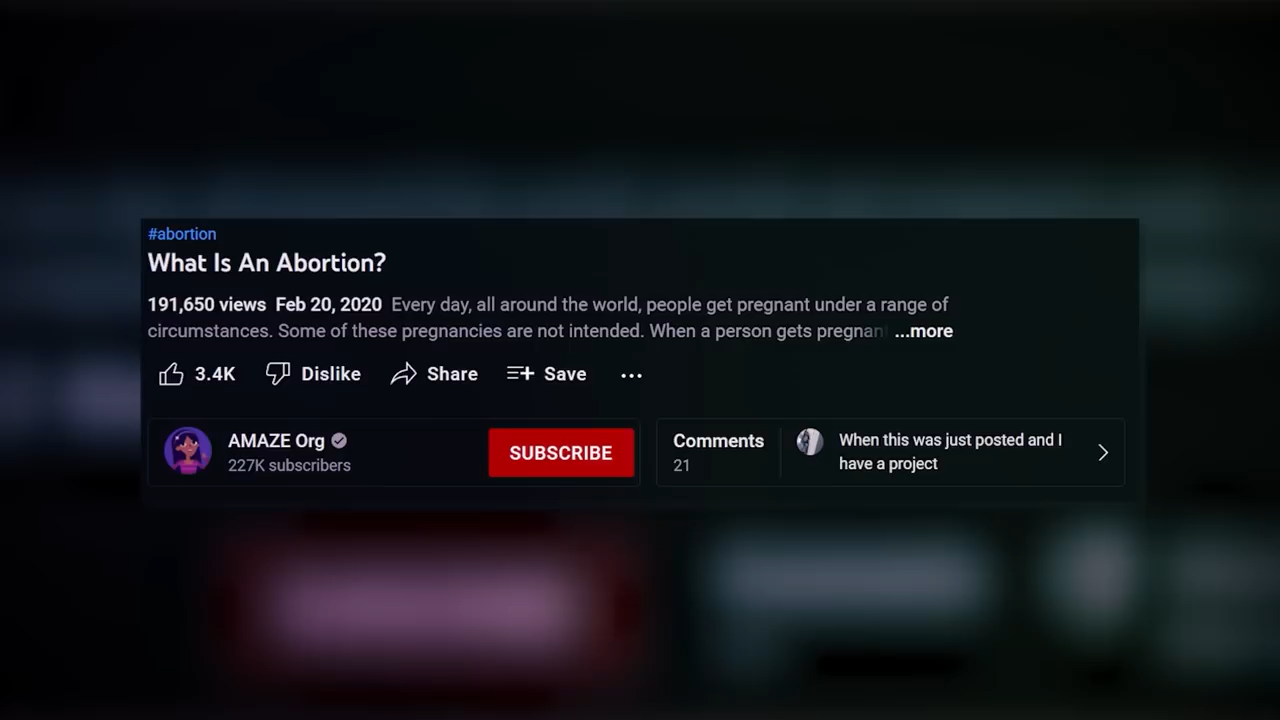 #abortion
What Is An Abortion?
191,650 views Feb 20, 2020 Every day, all around the world, people get pregnant under a range of
circumstances. Some of these pregnancies are not intended. When a person gets pregnant ...more
3.4K Dislike Share Save
AMAZE Org
227K subscribers
SUBSCRIBE
Comments
21
When this was just posted and I
have a project